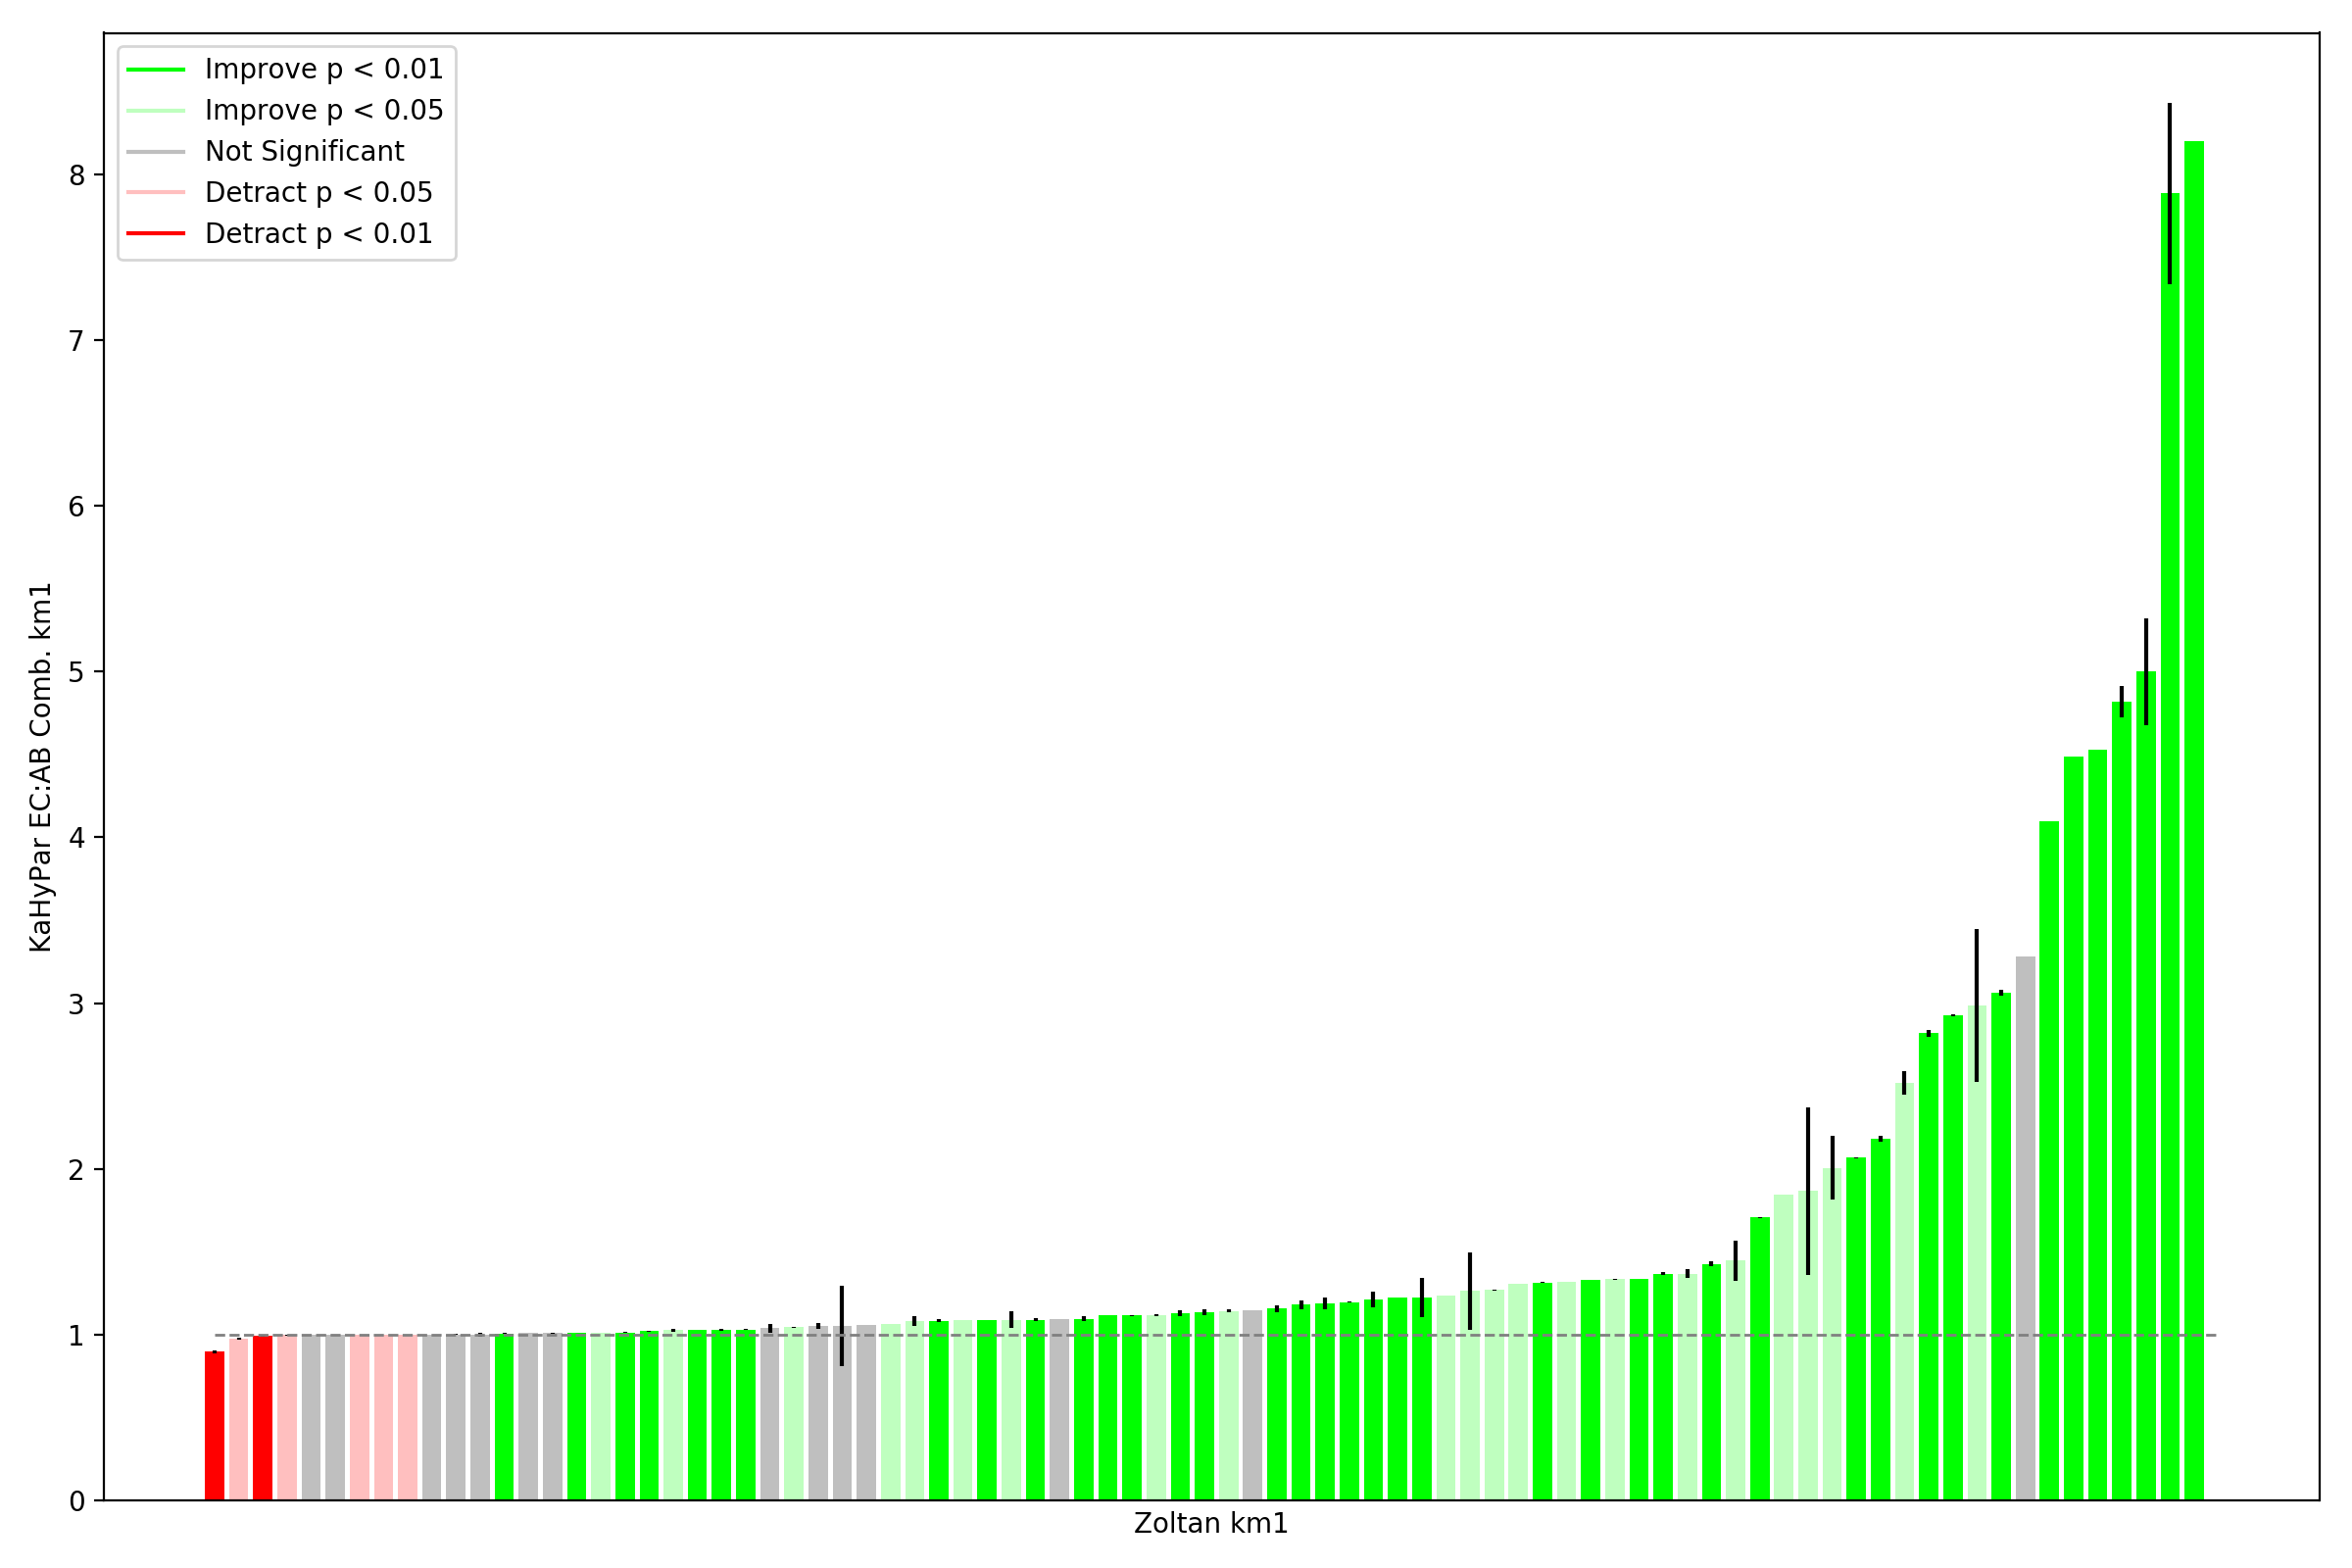 Improve p < 0.01
Improve p < 0.05
Not Significant
Detract p < 0.05
Detract p < 0.01
8
7
6
5
4
3
2
1
0
KaHyPar EC:AB Comb. km1
Zoltan km1